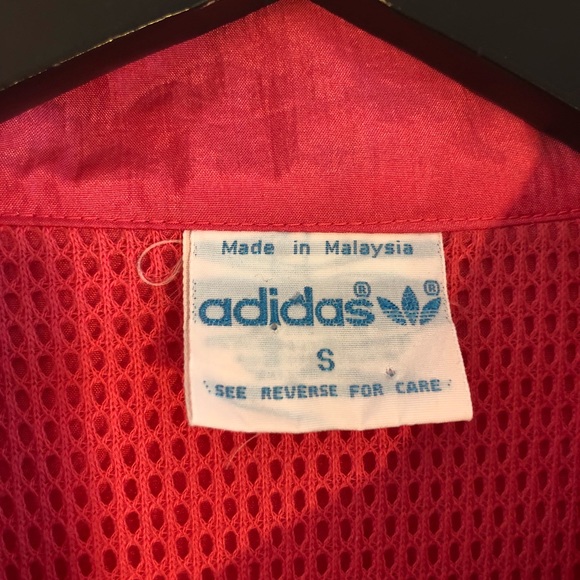 Made in Malaysia
adidas® ®
S
SEE REVERSE FOR CARE